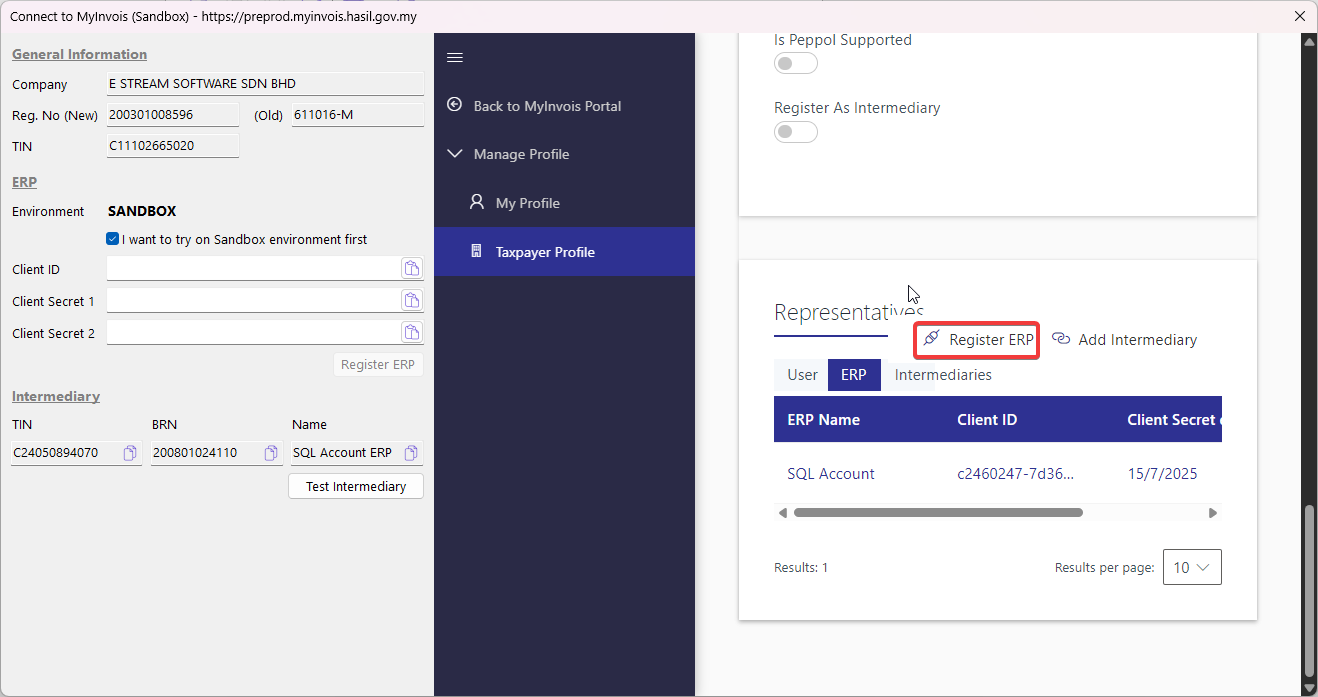 Connect to MyInvois (Sandbox) - https://preprod.myinvois.hasil.gov.my
General Information
Company E STREAM SOFTWARE SDN BHD
Reg. No (New) 200301008596 (Old) 611016-M
TIN C11102665020
ERP
Environment SANDBOX
I want to try on Sandbox environment first
Client ID
Client Secret 1
Client Secret 2
Register ERP
Intermediary
TIN BRN Name
C24050894070 200801024110 SQL Account ERP
Test Intermediary
Back to MyInvois Portal
Manage Profile
My Profile
Taxpayer Profile
Is Peppol Supported
Register As Intermediary
Representatives
Register ERP Add Intermediary
User ERP Intermediaries
ERP Name Client ID Client Secret
SQL Account c2460247-7d36... 15/7/2025
Results: 1 Results per page: 10